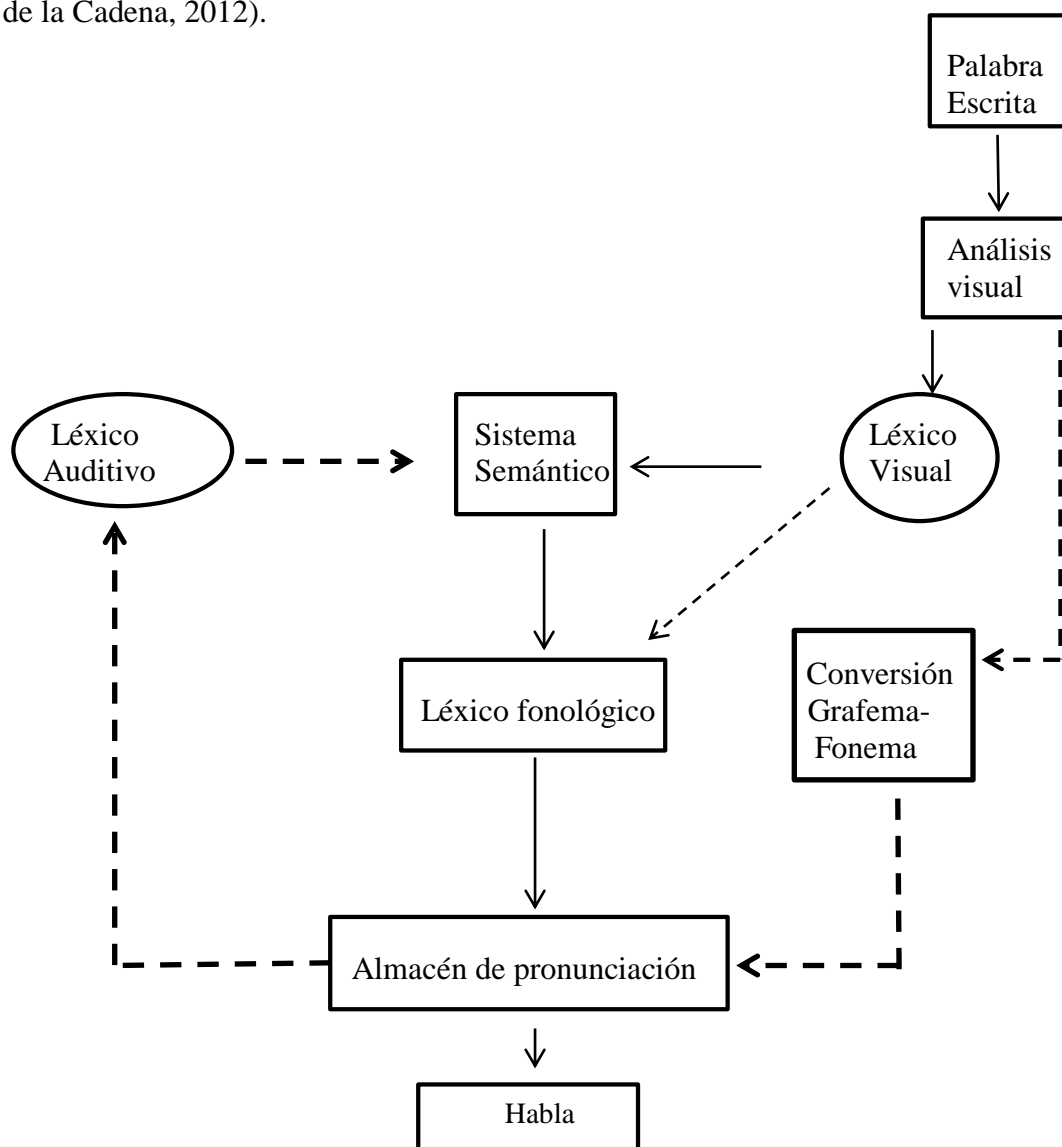 de la Cadena, 2012).
Palabra
Escrita
Análisis
visual
Léxico
Auditivo
Sistema
Semántico
Léxico
Visual
Léxico fonológico
Conversión
Grafema-
Fonema
Almacén de pronunciación
Habla